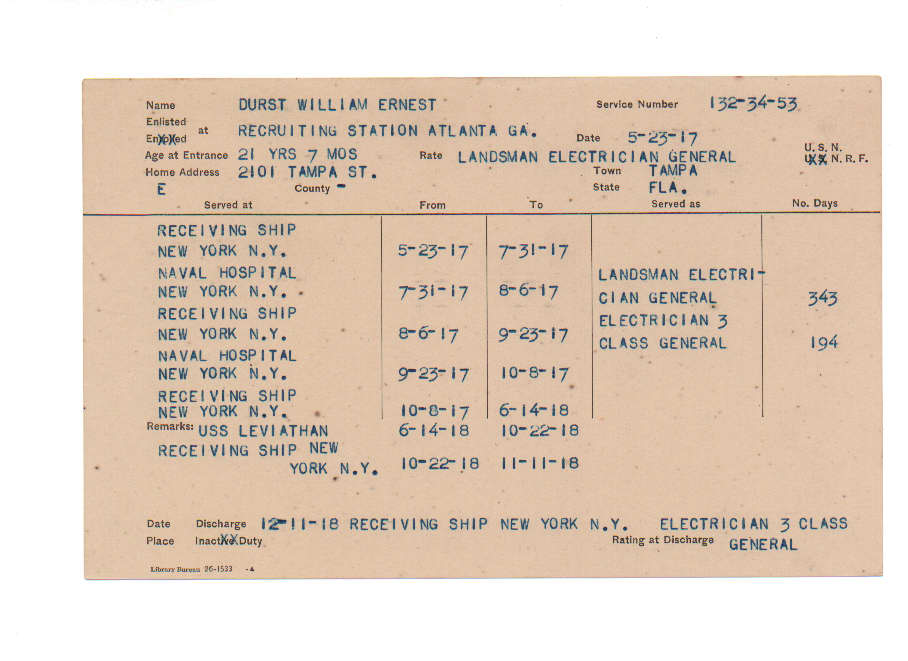 Name DURST WILLIAM ERNEST Service Number 132-34-53
Enlisted
Enrolled at RECRUITING STATION ATLANTA GA. Date 5-23-17
Age at Entrance 21 YRS 7 MOS Rate LANDSMAN ELECTRICIAN GENERAL U. S. N.
U.S. N. R. F.
Home Address 2101 TAMPA ST. Town TAMPA
E County - State FLA.
Served at From To Served as No. Days
RECEIVING SHIP
NEW YORK N.Y. 5-23-17 7-31-17
NAVAL HOSPITAL LANDSMAN ELECTRI-
NEW YORK N.Y. 7-31-17 8-6-17 CIAN GENERAL 343
RECEIVING SHIP ELECTRICIAN 3
NEW YORK N.Y. 8-6-17 9-23-17 CLASS GENERAL 194
NAVAL HOSPITAL
NEW YORK N.Y. 9-23-17 10-8-17
RECEIVING SHIP
NEW YORK N.Y. 10-8-17 6-14-18
Remarks: USS LEVIATHAN 6-14-18 10-22-18
RECEIVING SHIP NEW
YORK N.Y. 10-22-18 11-11-18
Date Discharge 12-11-18 RECEIVING SHIP NEW YORK N.Y. ELECTRICIAN 3 CLASS
Place Inactive Duty Rating at Discharge GENERAL
Library Bureau 26-1533 -A